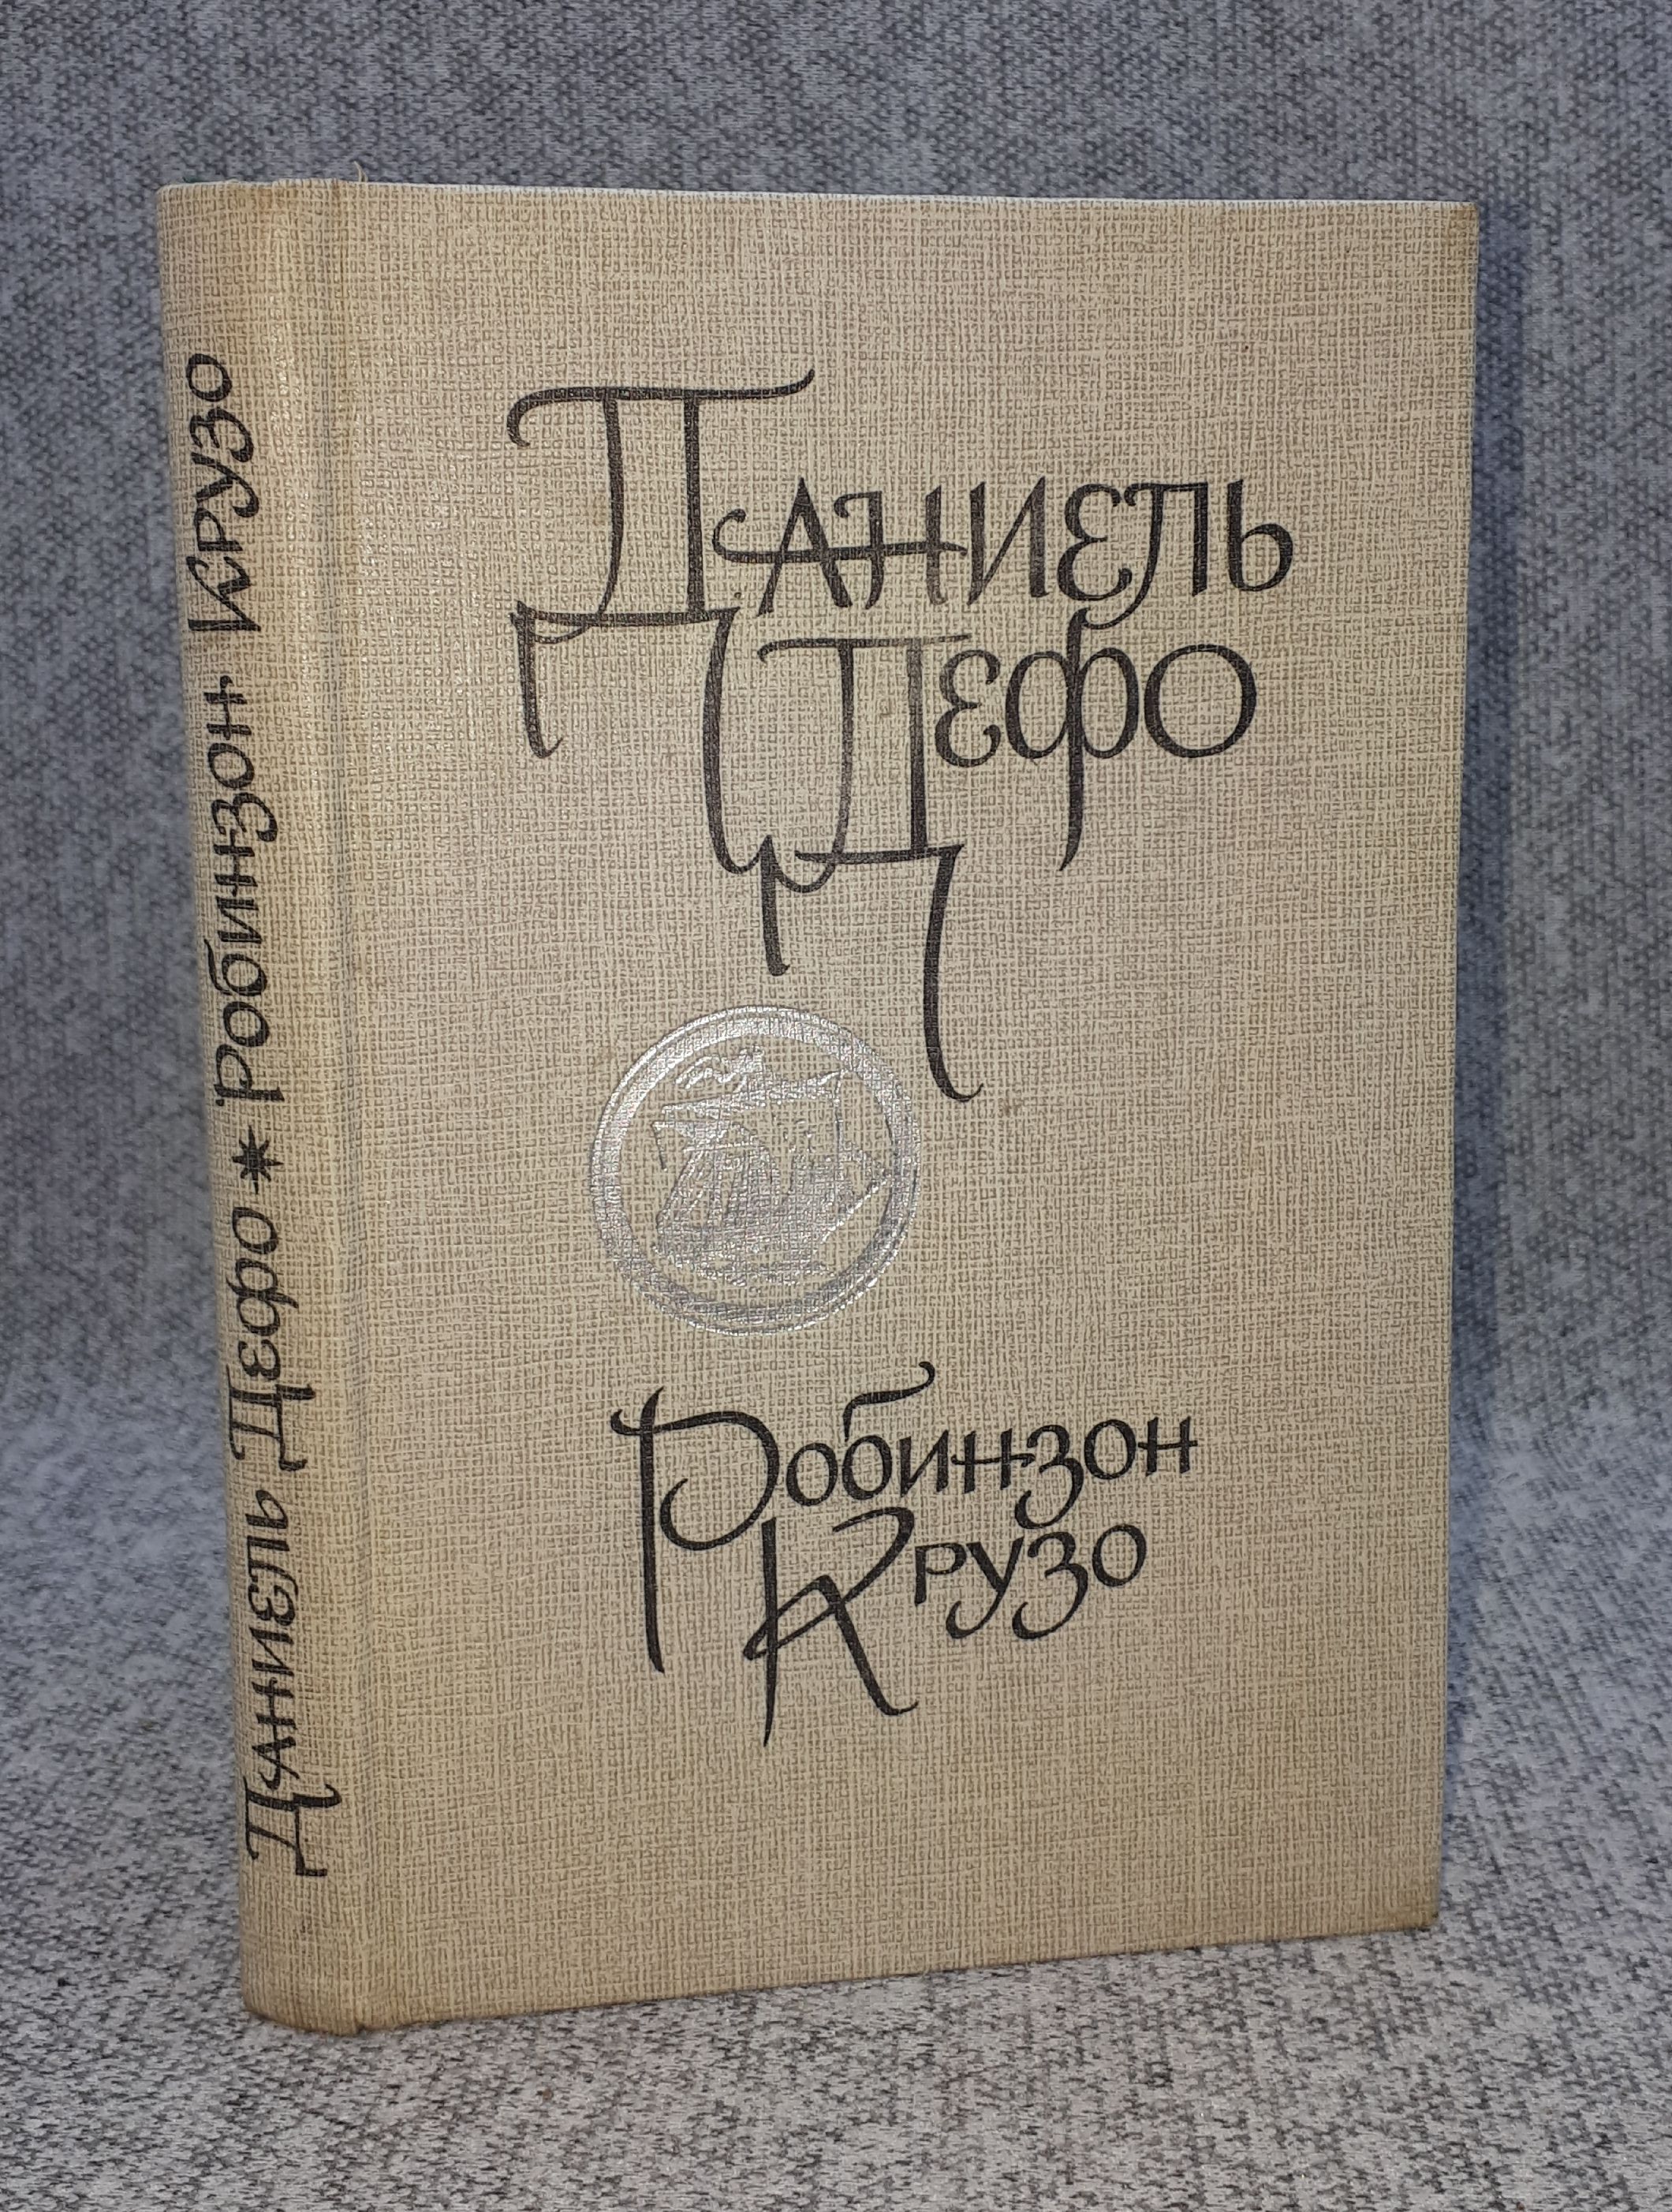 Даниель
Дефо
Робинзон
Крузо
Даниель Дефо * Робинзон Крузо